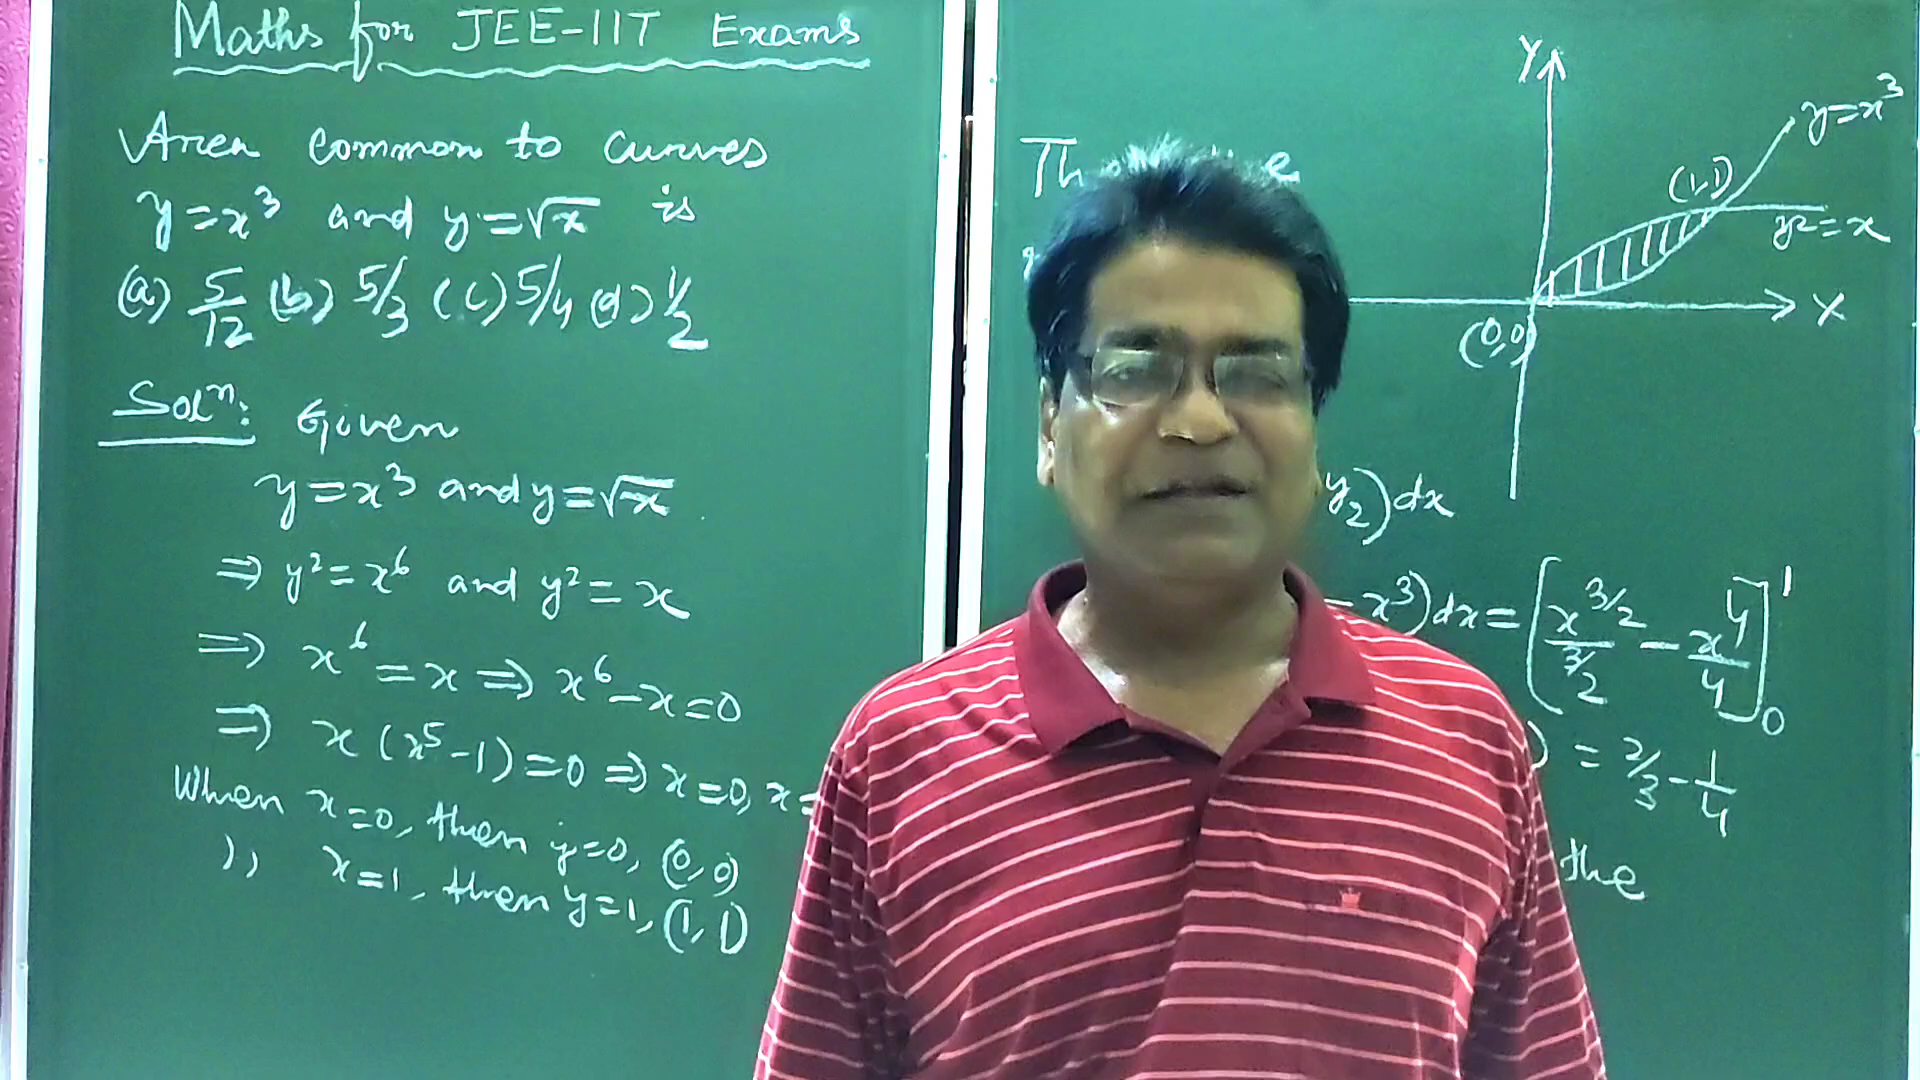 Maths for JEE-IIT Exams
Area common to curves
y=x³ and y=√x is
(a) 5/12 (b) 5/3 (c) 5/4 (d) 1/2
Solⁿ: Given
y=x³ and y=√x
⇒ y²=x⁶ and y²=x
⇒ x⁶=x ⇒ x⁶-x=0
⇒ x(x⁵-1)=0 ⇒ x=0, x=
When x=0, then y=0, (0,0)
,, x=1, then y=1, (1,1)
Y
y=x³
(1,1)
y²=x
X
(0,0)
y₂)dx
-x³)dx = [x^(3/2)/(3/2) - x⁴/4]₀¹
) = 2/3 - 1/4
the